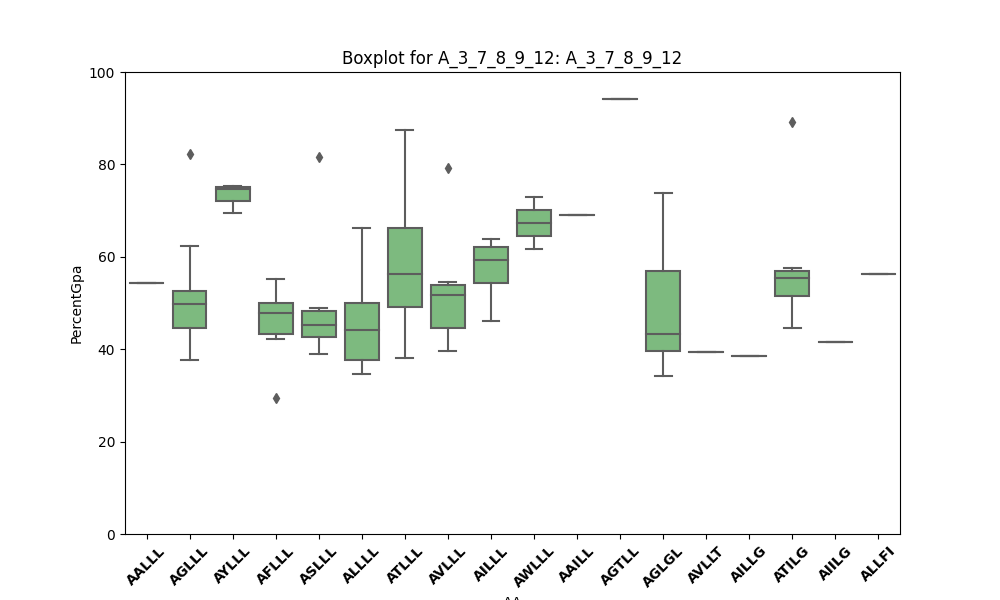 Boxplot for A_3_7_8_9_12: A_3_7_8_9_12
100
80
60
40
20
0
PercentGpa
AALLL AGLLL AYLLL AFLLL ASLLL ALLLL ATLLL AVLLL AILLL AWLLL AAILL AGTLL AGLGL AVLLT AILLG ATILG AIILG ALLFI